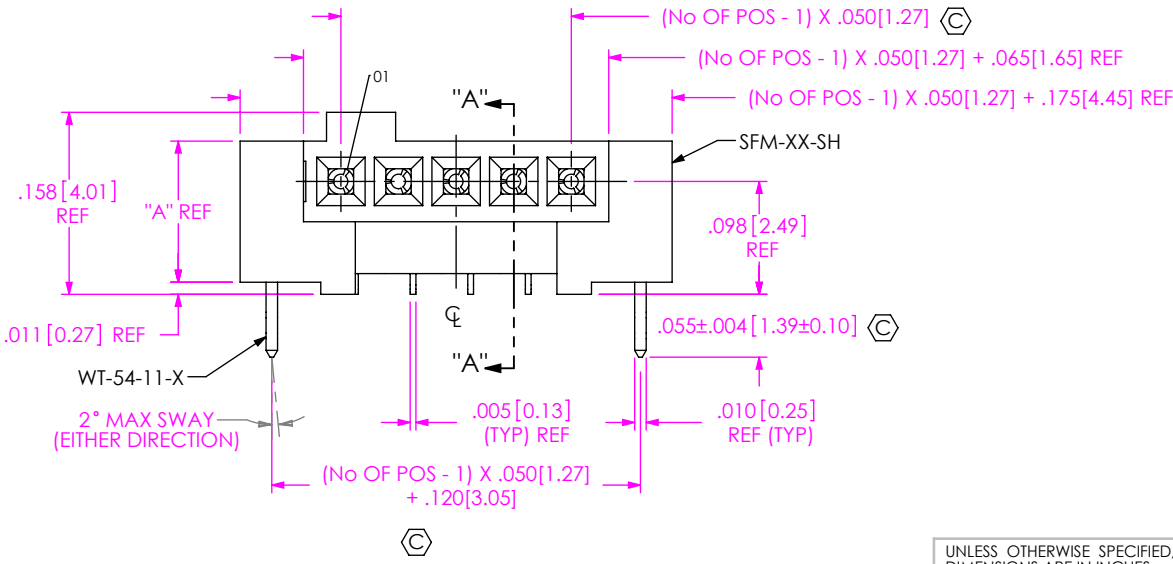 (No OF POS - 1) X .050[1.27] C
(No OF POS - 1) X .050[1.27] + .065[1.65] REF
(No OF POS - 1) X .050[1.27] + .175[4.45] REF
01
"A"
SFM-XX-SH
.158[4.01]
REF
"A" REF
.098[2.49]
REF
.011[0.27] REF
℄
.055±.004[1.39±0.10] C
"A"
WT-54-11-X
2° MAX SWAY
(EITHER DIRECTION)
.005[0.13]
(TYP) REF
.010[0.25]
REF (TYP)
(No OF POS - 1) X .050[1.27]
+ .120[3.05]
C
UNLESS OTHERWISE SPECIFIED,
DIMENSIONS ARE IN INCHES